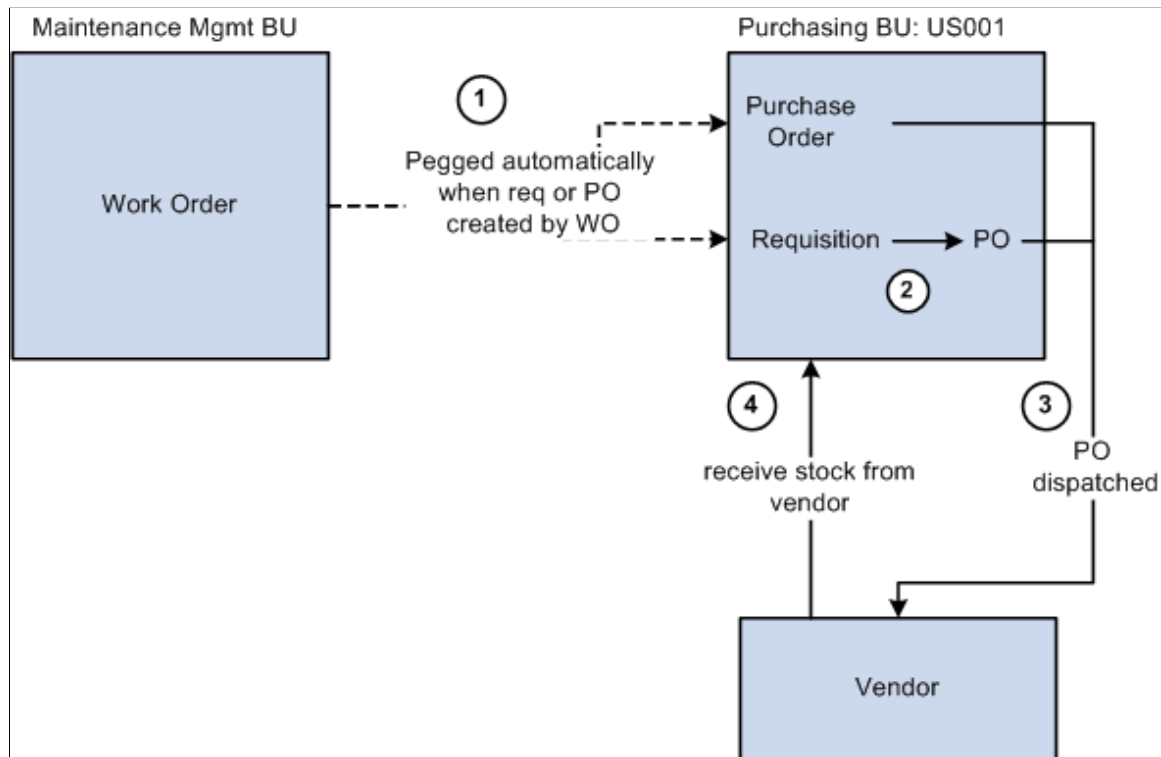 Maintenance Mgmt BU
Purchasing BU: US001
1
Purchase
Order
Pegged automatically
when req or PO
created by WO
Work Order
Requisition
PO
2
4
3
PO
dispatched
receive stock from
vendor
Vendor